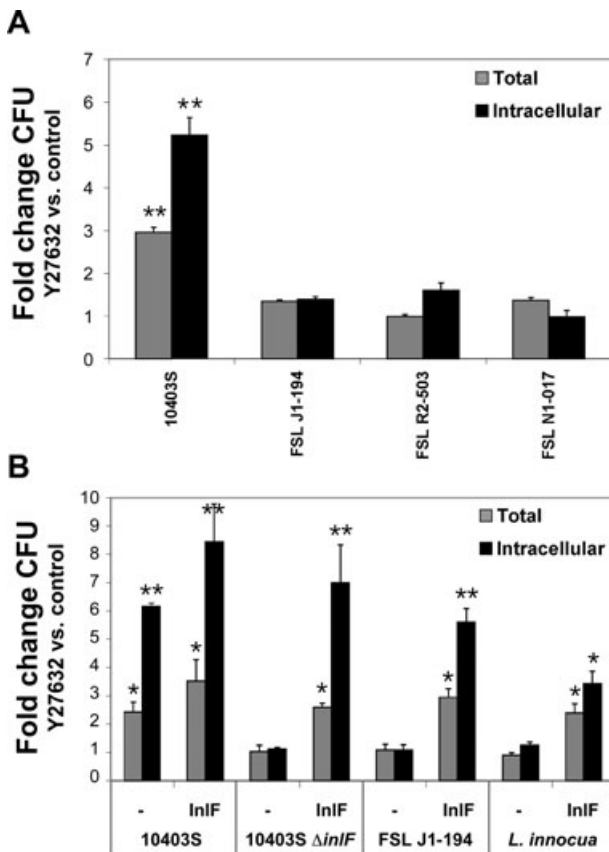 A
Fold change CFU
Y27632 vs. control
7
6
5
4
3
2
1
0
**
**
Total
Intracellular
10403S
FSL J1-194
FSL R2-503
FSL N1-017
B
Fold change CFU
Y27632 vs. control
10
9
8
7
6
5
4
3
2
1
0
* ** * ** * ** * ** * *
Total
Intracellular
- InlF - InlF - InlF - InlF
10403S 10403S ΔinlF FSL J1-194 L. innocua